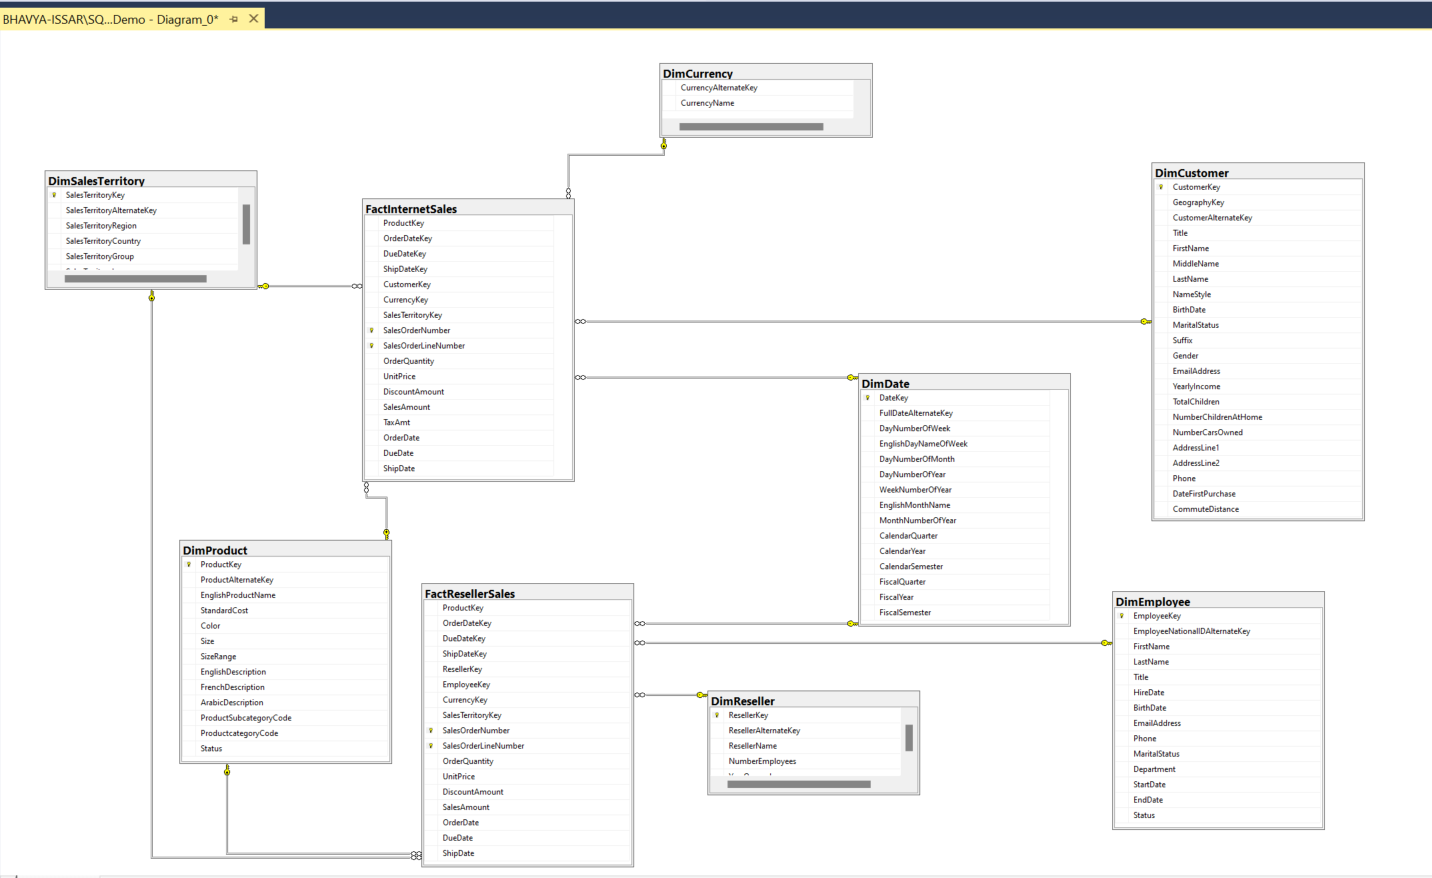 BHAVYA-ISSAR\SQ...Demo - Diagram_0*
DimCurrency
CurrencyAlternateKey
CurrencyName
DimSalesTerritory
SalesTerritoryKey
SalesTerritoryAlternateKey
SalesTerritoryRegion
SalesTerritoryCountry
SalesTerritoryGroup
FactInternetSales
ProductKey
OrderDateKey
DueDateKey
ShipDateKey
CustomerKey
CurrencyKey
SalesTerritoryKey
SalesOrderNumber
SalesOrderLineNumber
OrderQuantity
UnitPrice
DiscountAmount
SalesAmount
TaxAmt
OrderDate
DueDate
ShipDate
DimCustomer
CustomerKey
GeographyKey
CustomerAlternateKey
Title
FirstName
MiddleName
LastName
NameStyle
BirthDate
MaritalStatus
Suffix
Gender
EmailAddress
YearlyIncome
TotalChildren
NumberChildrenAtHome
NumberCarsOwned
AddressLine1
AddressLine2
Phone
DateFirstPurchase
CommuteDistance
DimDate
DateKey
FullDateAlternateKey
DayNumberOfWeek
EnglishDayNameOfWeek
DayNumberOfMonth
DayNumberOfYear
WeekNumberOfYear
EnglishMonthName
MonthNumberOfYear
CalendarQuarter
CalendarYear
CalendarSemester
FiscalQuarter
FiscalYear
FiscalSemester
DimProduct
ProductKey
ProductAlternateKey
EnglishProductName
StandardCost
Color
Size
SizeRange
EnglishDescription
FrenchDescription
ArabicDescription
ProductSubcategoryCode
ProductcategoryCode
Status
FactResellerSales
ProductKey
OrderDateKey
DueDateKey
ShipDateKey
ResellerKey
EmployeeKey
CurrencyKey
SalesTerritoryKey
SalesOrderNumber
SalesOrderLineNumber
OrderQuantity
UnitPrice
DiscountAmount
SalesAmount
OrderDate
DueDate
ShipDate
DimReseller
ResellerKey
ResellerAlternateKey
ResellerName
NumberEmployees
DimEmployee
EmployeeKey
EmployeeNationalIDAlternateKey
FirstName
LastName
Title
HireDate
BirthDate
EmailAddress
Phone
MaritalStatus
Department
StartDate
EndDate
Status